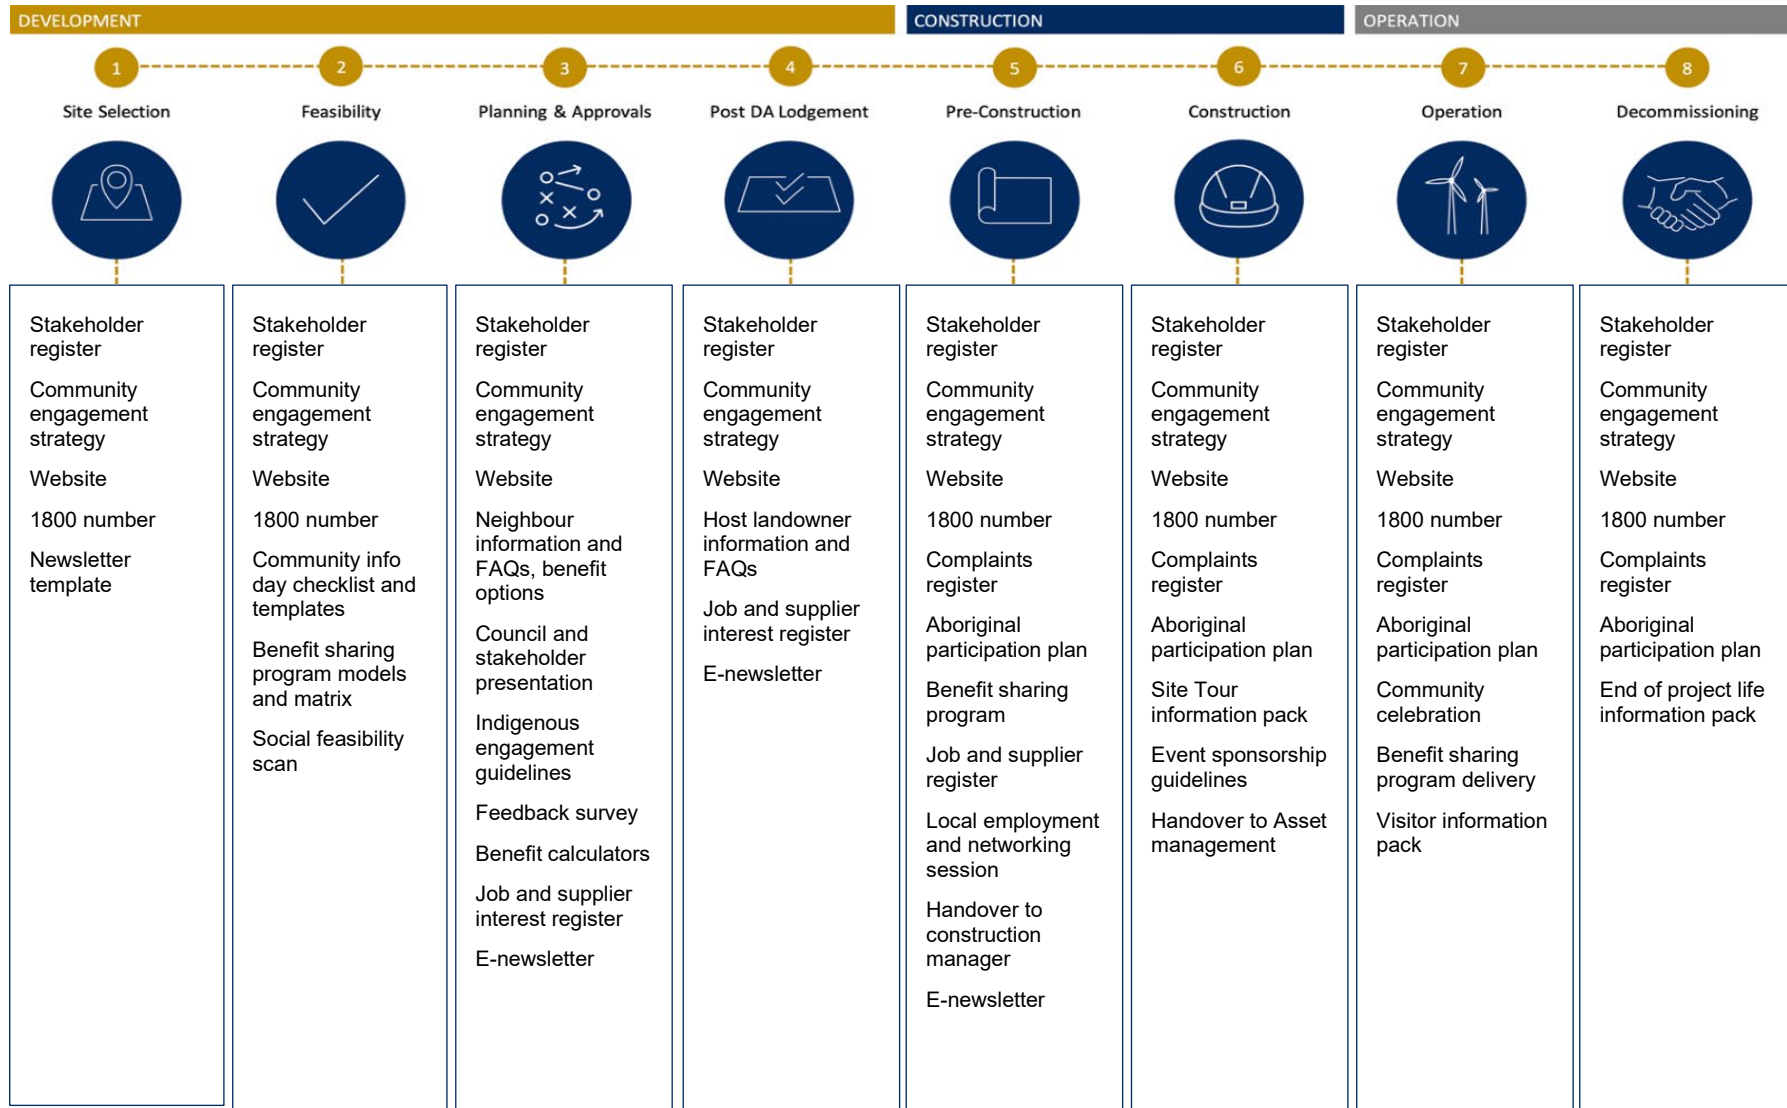 DEVELOPMENT
CONSTRUCTION
OPERATION
1
2
3
4
5
6
7
8
Site Selection
Feasibility
Planning & Approvals
Post DA Lodgement
Pre-Construction
Construction
Operation
Decommissioning
Stakeholder
register
Community
engagement
strategy
Website
1800 number
Newsletter
template
Stakeholder
register
Community
engagement
strategy
Website
1800 number
Community info
day checklist and
templates
Benefit sharing
program models
and matrix
Social feasibility
scan
Stakeholder
register
Community
engagement
strategy
Website
Neighbour
information and
FAQs, benefit
options
Council and
stakeholder
presentation
Indigenous
engagement
guidelines
Feedback survey
Benefit calculators
Job and supplier
interest register
E-newsletter
Stakeholder
register
Community
engagement
strategy
Website
Host landowner
information and
FAQs
Job and supplier
interest register
E-newsletter
Stakeholder
register
Community
engagement
strategy
Website
1800 number
Complaints
register
Aboriginal
participation plan
Benefit sharing
program
Job and supplier
register
Local employment
and networking
session
Handover to
construction
manager
E-newsletter
Stakeholder
register
Community
engagement
strategy
Website
1800 number
Complaints
register
Aboriginal
participation plan
Site Tour
information pack
Event sponsorship
guidelines
Handover to Asset
management
Stakeholder
register
Community
engagement
strategy
Website
1800 number
Complaints
register
Aboriginal
participation plan
Community
celebration
Benefit sharing
program delivery
Visitor information
pack
Stakeholder
register
Community
engagement
strategy
Website
1800 number
Complaints
register
Aboriginal
participation plan
End of project life
information pack